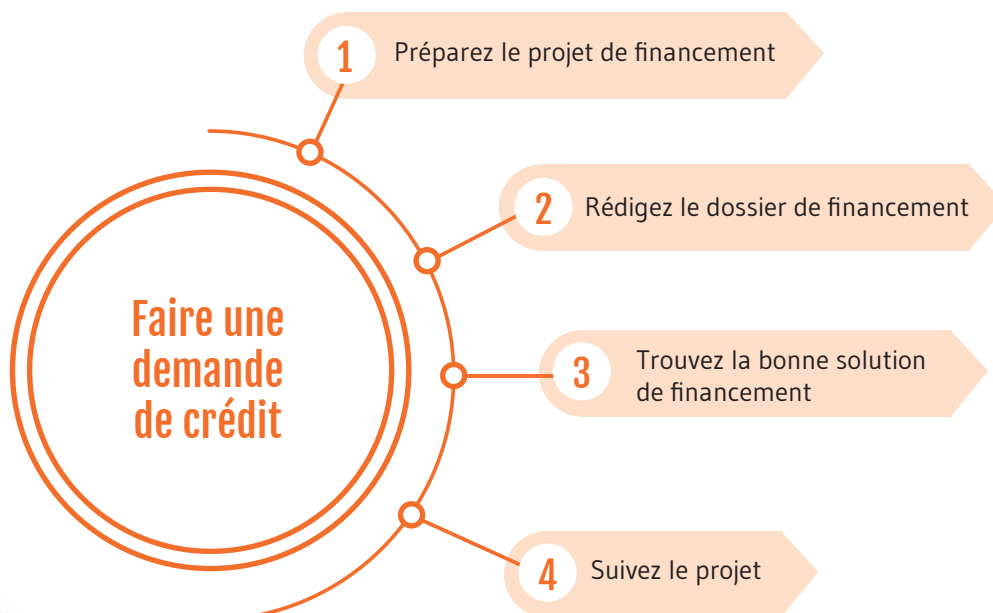 1 Préparez le projet de financement
2 Rédigez le dossier de financement
Faire une
demande
de crédit
3 Trouvez la bonne solution
de financement
4 Suivez le projet